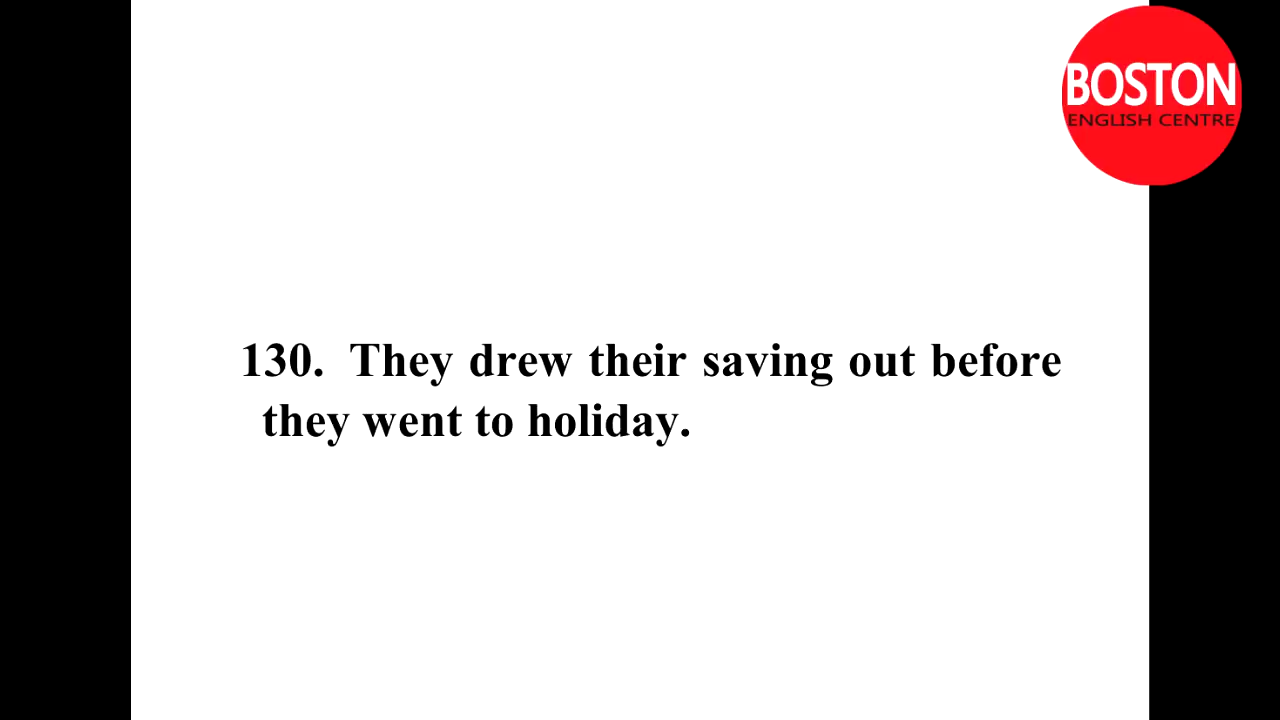 BOSTON
ENGLISH CENTRE
130. They drew their saving out before
they went to holiday.